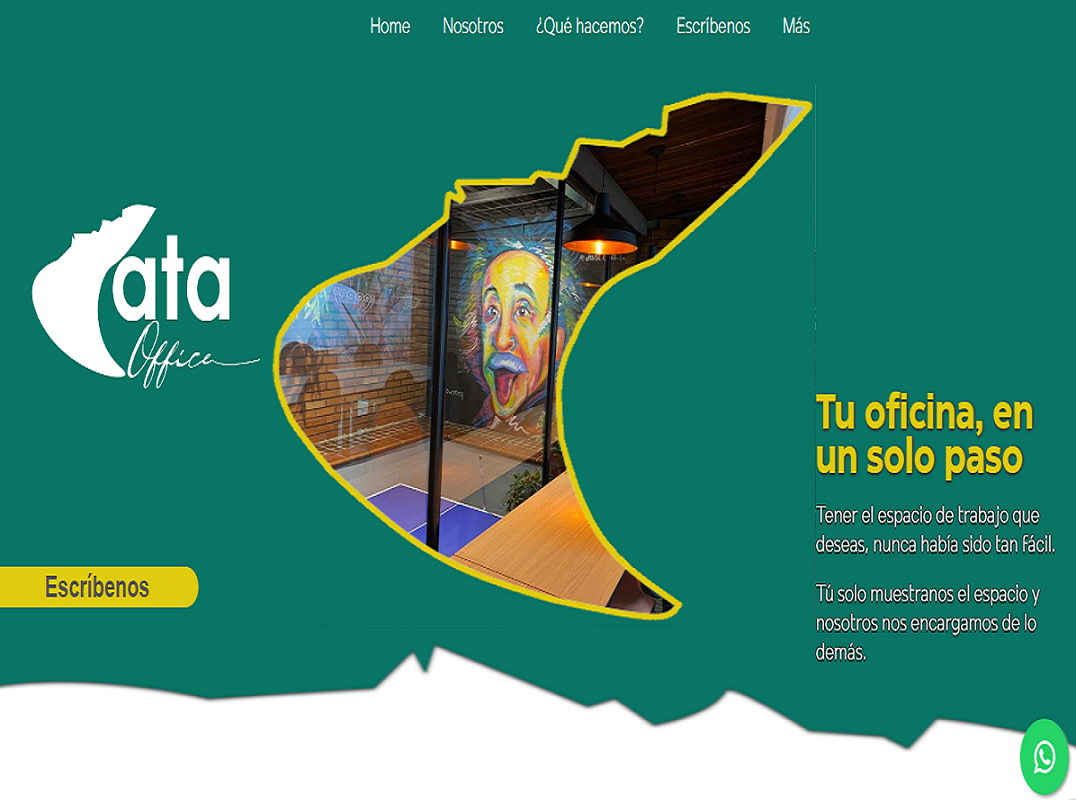 Home Nosotros ¿Qué hacemos? Escríbenos Más
ata
Office
Tu oficina, en
un solo paso
Tener el espacio de trabajo que
deseas, nunca había sido tan fácil.
Tú solo muestranos el espacio y
nosotros nos encargamos de lo
demás.
Escríbenos